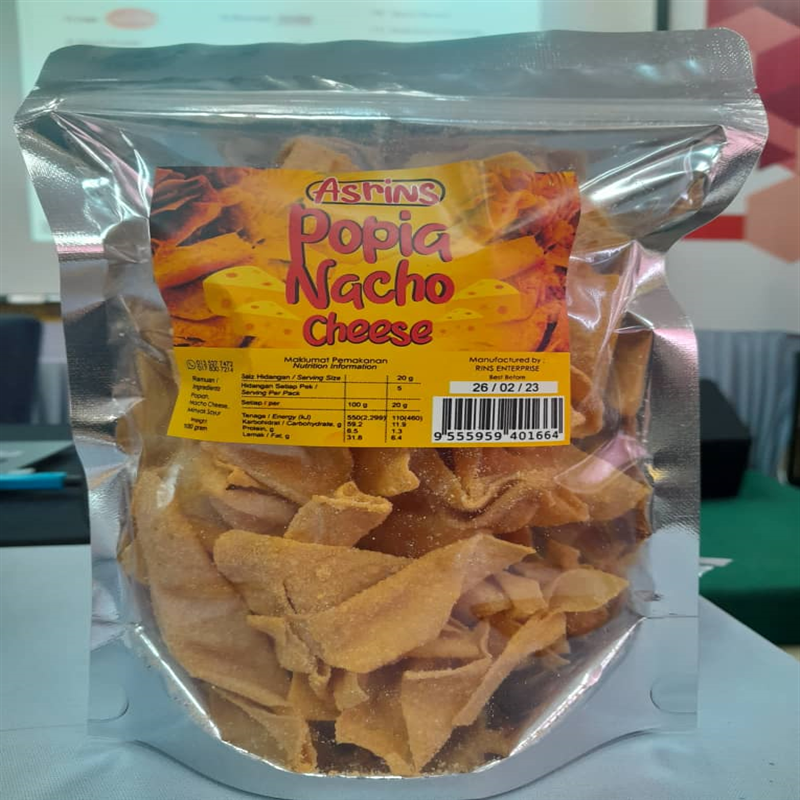 Asrins
Popia
Nacho
Cheese
Maklumat Pemakanan
Nutrition Information
Saiz Hidangan / Serving Size 20 g
Hidangan Setiap Pek / 5
Serving Per Pack
Setiap / per 100 g 20 g
Tenaga / Energy (kJ) 550(2,299) 110(460)
Karbohidrat / Carbohydrate, g 59.2 11.9
Protein, g 6.5 1.3
Lemak / Fat, g 31.8 6.4
Ramuan /
Ingredients
Popiah,
Nacho Cheese,
Minyak Sayur
Weight
100 gram
Manufactured by :
RINS ENTERPRISE
Best Before
26 / 02 / 23
9 555959 401664